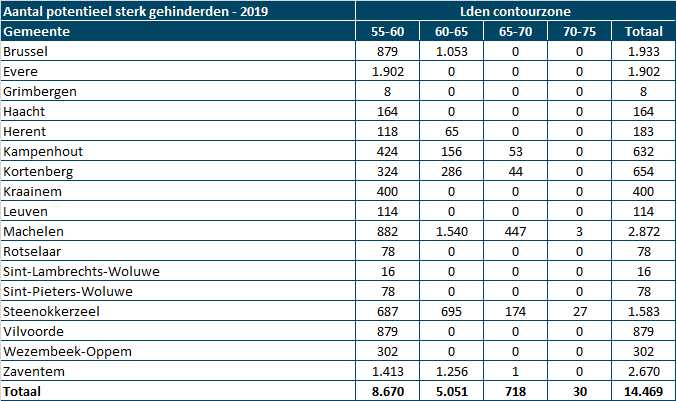 Aantal potentieel sterk gehinderden - 2019 Lden contourzone
Gemeente 55-60 60-65 65-70 70-75 Totaal
Brussel 879 1.053 0 0 1.933
Evere 1.902 0 0 0 1.902
Grimbergen 8 0 0 0 8
Haacht 164 0 0 0 164
Herent 118 65 0 0 183
Kampenhout 424 156 53 0 632
Kortenberg 324 286 44 0 654
Kraainem 400 0 0 0 400
Leuven 114 0 0 0 114
Machelen 882 1.540 447 3 2.872
Rotselaar 78 0 0 0 78
Sint-Lambrechts-Woluwe 16 0 0 0 16
Sint-Pieters-Woluwe 78 0 0 0 78
Steenokkerzeel 687 695 174 27 1.583
Vilvoorde 879 0 0 0 879
Wezembeek-Oppem 302 0 0 0 302
Zaventem 1.413 1.256 1 0 2.670
Totaal 8.670 5.051 718 30 14.469